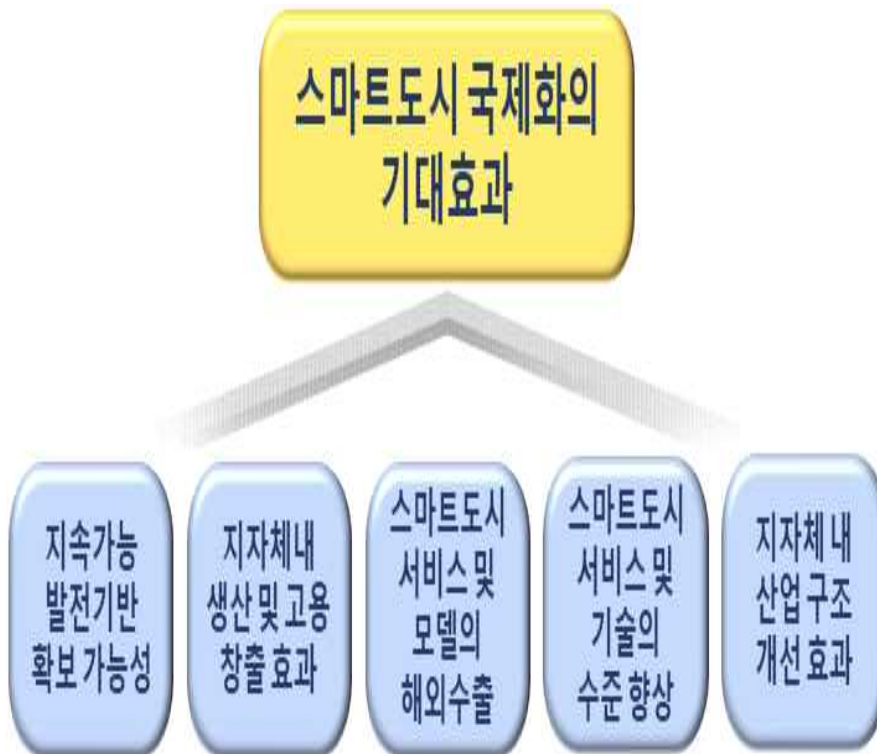 스마트도시 국제화의
기대효과
지속가능
발전기반
확보 가능성
지자체내
생산 및 고용
창출 효과
스마트도시
서비스 및
모델의
해외수출
스마트도시
서비스 및
기술의
수준 향상
지자체 내
산업 구조
개선 효과